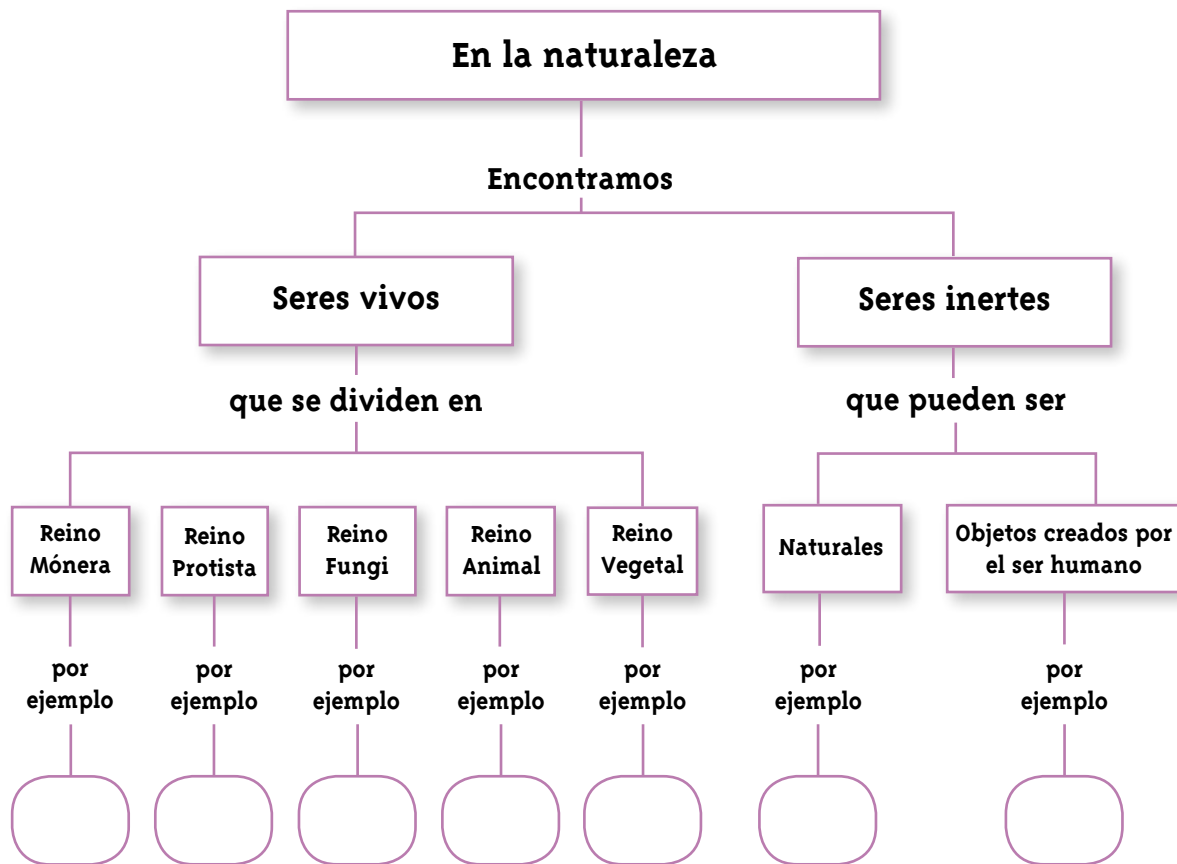 En la naturaleza
Encontramos
Seres vivos
Seres inertes
que se dividen en
que pueden ser
Reino
Mónera
Reino
Protista
Reino
Fungi
Reino
Animal
Reino
Vegetal
Naturales
Objetos creados por
el ser humano
por
ejemplo
por
ejemplo
por
ejemplo
por
ejemplo
por
ejemplo
por
ejemplo
por
ejemplo